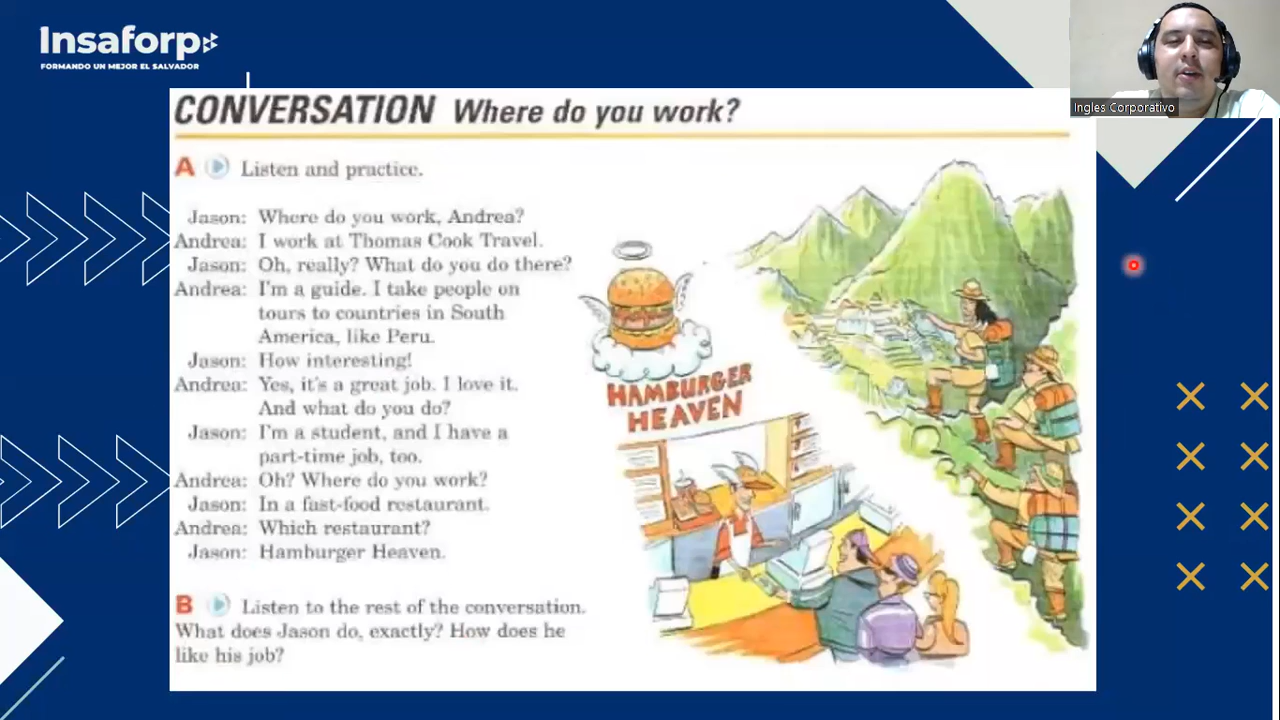 Insaforp
FORMANDO UN MEJOR EL SALVADOR
Ingles Corporativo
CONVERSATION Where do you work?
A Listen and practice.
Jason: Where do you work, Andrea?
Andrea: I work at Thomas Cook Travel.
Jason: Oh, really? What do you do there?
Andrea: I'm a guide. I take people on
tours to countries in South
America, like Peru.
Jason: How interesting!
Andrea: Yes, it's a great job. I love it.
And what do you do?
Jason: I'm a student, and I have a
part-time job, too.
Andrea: Oh? Where do you work?
Jason: In a fast-food restaurant.
Andrea: Which restaurant?
Jason: Hamburger Heaven.
HAMBURGER
HEAVEN
B Listen to the rest of the conversation.
What does Jason do, exactly? How does he
like his job?